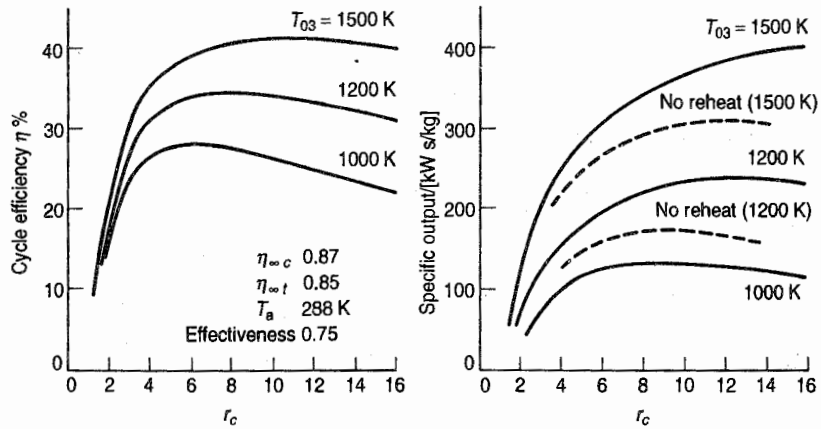 T03 = 1500 K
1200 K
1000 K
η∞c 0.87
η∞t 0.85
Ta 288 K
Effectiveness 0.75
Cycle efficiency η %
40
30
20
10
0
0 2 4 6 8 10 12 14 16
rc
T03 = 1500 K
No reheat (1500 K)
1200 K
No reheat (1200 K)
1000 K
Specific output/[kW s/kg]
400
300
200
100
0
0 2 4 6 8 10 12 14 16
rc